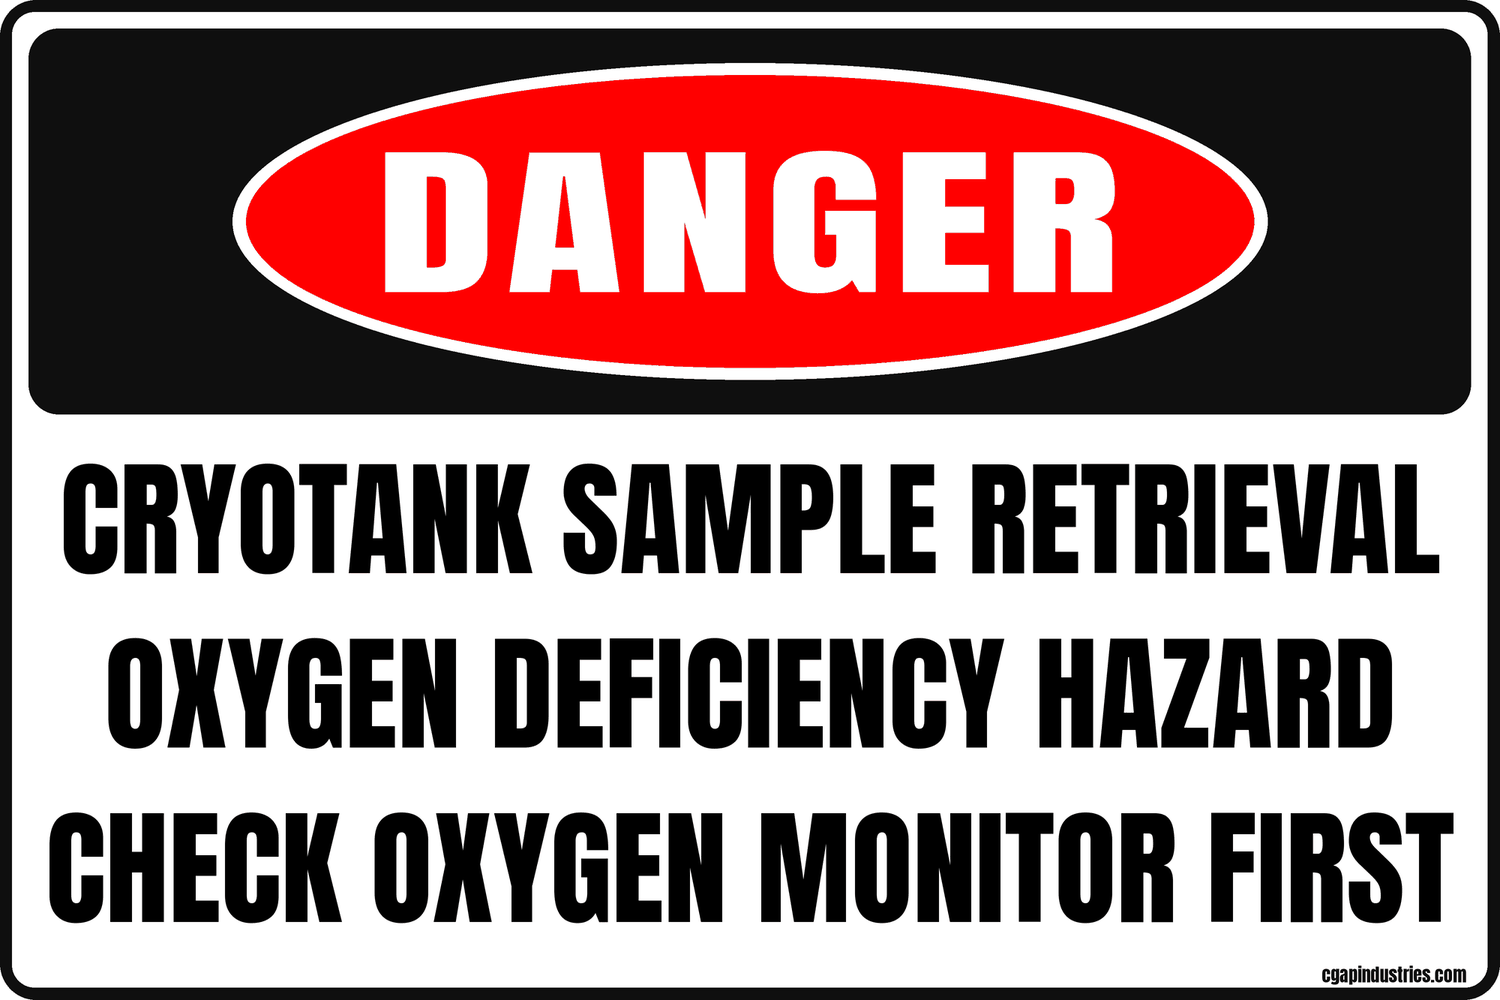 DANGER
CRYOTANK SAMPLE RETRIEVAL
OXYGEN DEFICIENCY HAZARD
CHECK OXYGEN MONITOR FIRST
cgapindustries.com